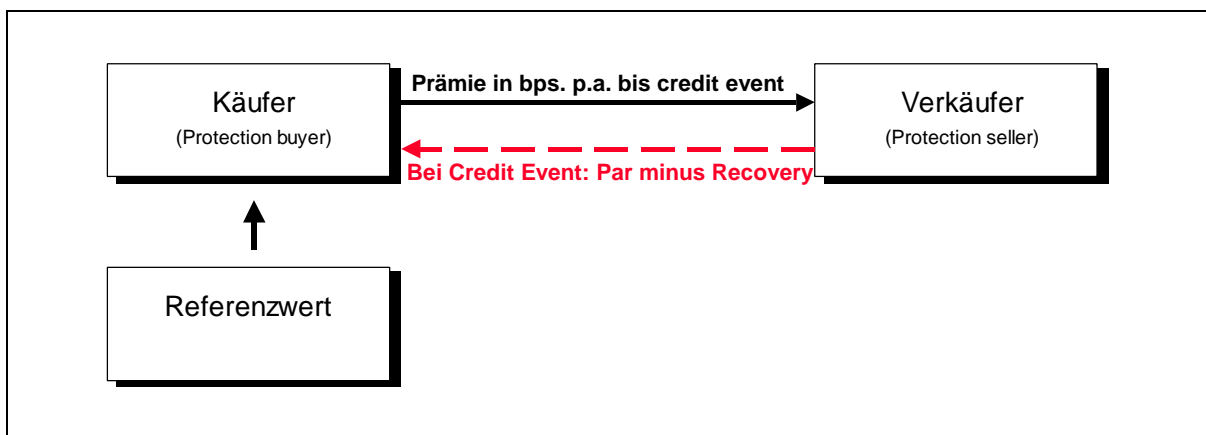 Käufer
(Protection buyer)
Prämie in bps. p.a. bis credit event
Bei Credit Event: Par minus Recovery
Verkäufer
(Protection seller)
Referenzwert